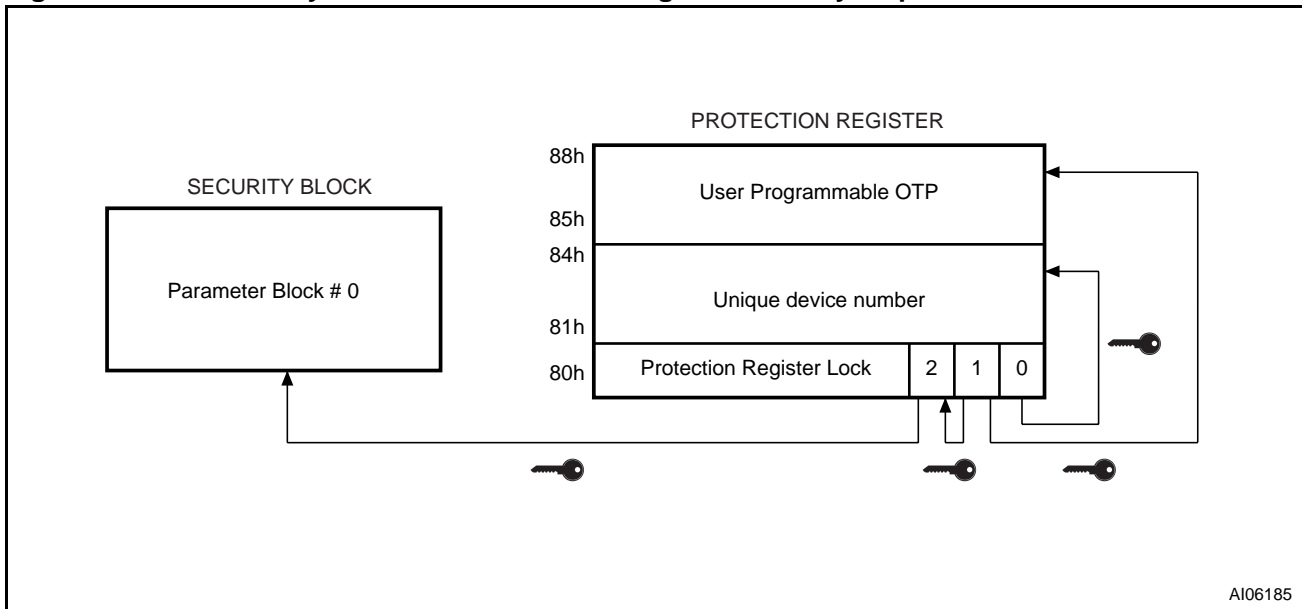 PROTECTION REGISTER
88h
User Programmable OTP
SECURITY BLOCK
85h
84h
Parameter Block # 0
Unique device number
81h
80h
Protection Register Lock 2 1 0
AI06185